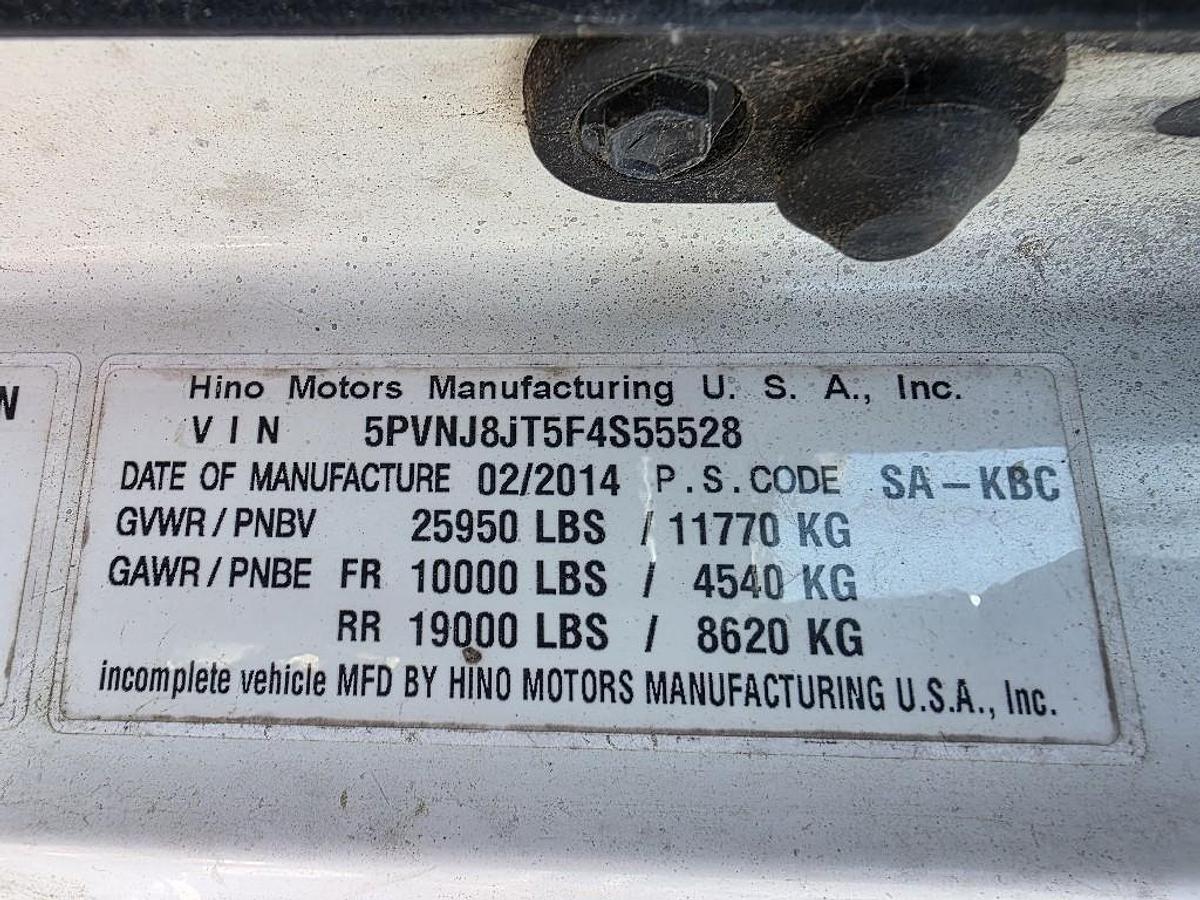 Hino Motors Manufacturing U. S. A., Inc.
VIN 5PVNJ8JT5F4S55528
DATE OF MANUFACTURE 02/2014 P.S.CODE SA-KBC
GVWR/PNBV 25950 LBS / 11770 KG
GAWR/PNBE FR 10000 LBS / 4540 KG
RR 19000 LBS / 8620 KG
incomplete vehicle MFD BY HINO MOTORS MANUFACTURING U.S.A., Inc.